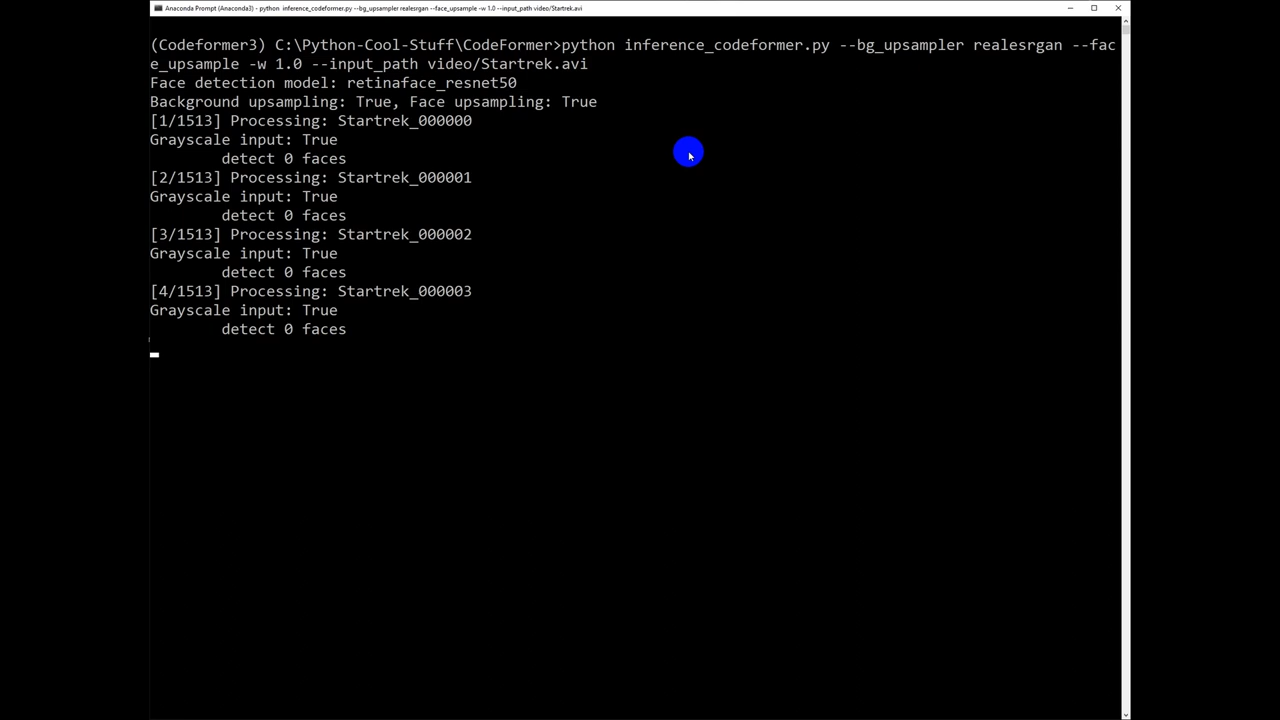 Anaconda Prompt (Anaconda3) - python inference_codeformer.py --bg_upsampler realesrgan --face_upsample -w 1.0 --input_path video/Startrek.avi
(Codeformer3) C:\Python-Cool-Stuff\CodeFormer>python inference_codeformer.py --bg_upsampler realesrgan --fac
e_upsample -w 1.0 --input_path video/Startrek.avi
Face detection model: retinaface_resnet50
Background upsampling: True, Face upsampling: True
[1/1513] Processing: Startrek_000000
Grayscale input: True
detect 0 faces
[2/1513] Processing: Startrek_000001
Grayscale input: True
detect 0 faces
[3/1513] Processing: Startrek_000002
Grayscale input: True
detect 0 faces
[4/1513] Processing: Startrek_000003
Grayscale input: True
detect 0 faces